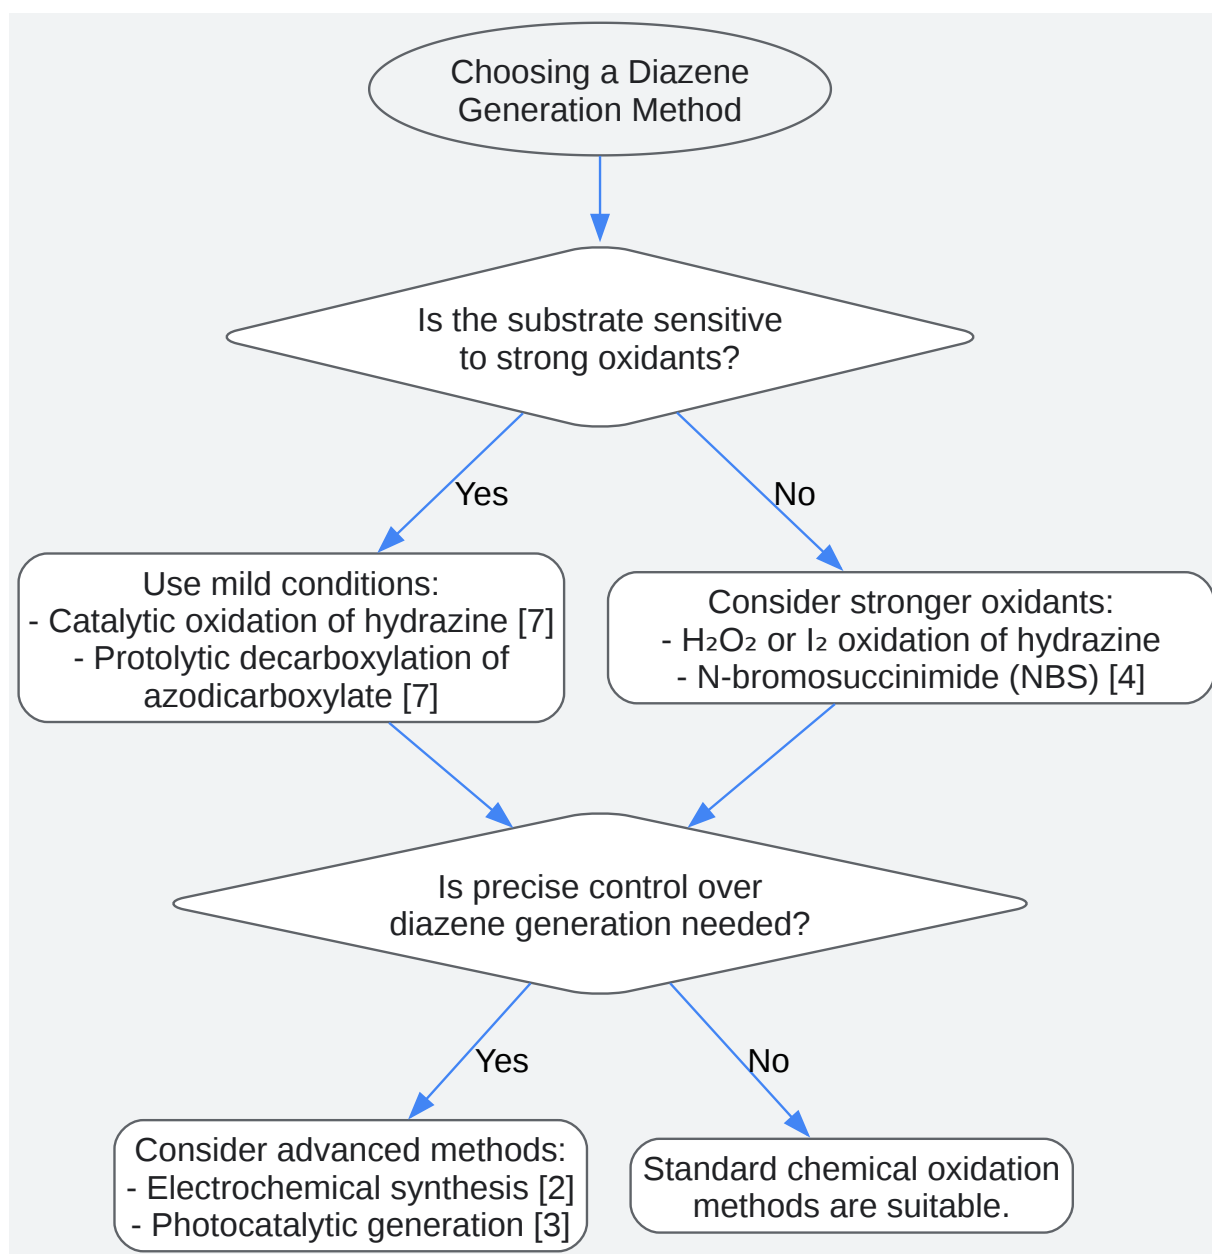 Choosing a Diazene
Generation Method
Is the substrate sensitive
to strong oxidants?
Yes
No
Use mild conditions:
- Catalytic oxidation of hydrazine [7]
- Protolytic decarboxylation of
azodicarboxylate [7]
Consider stronger oxidants:
- H₂O₂ or I₂ oxidation of hydrazine
- N-bromosuccinimide (NBS) [4]
Is precise control over
diazene generation needed?
Yes
No
Consider advanced methods:
- Electrochemical synthesis [2]
- Photocatalytic generation [3]
Standard chemical oxidation
methods are suitable.